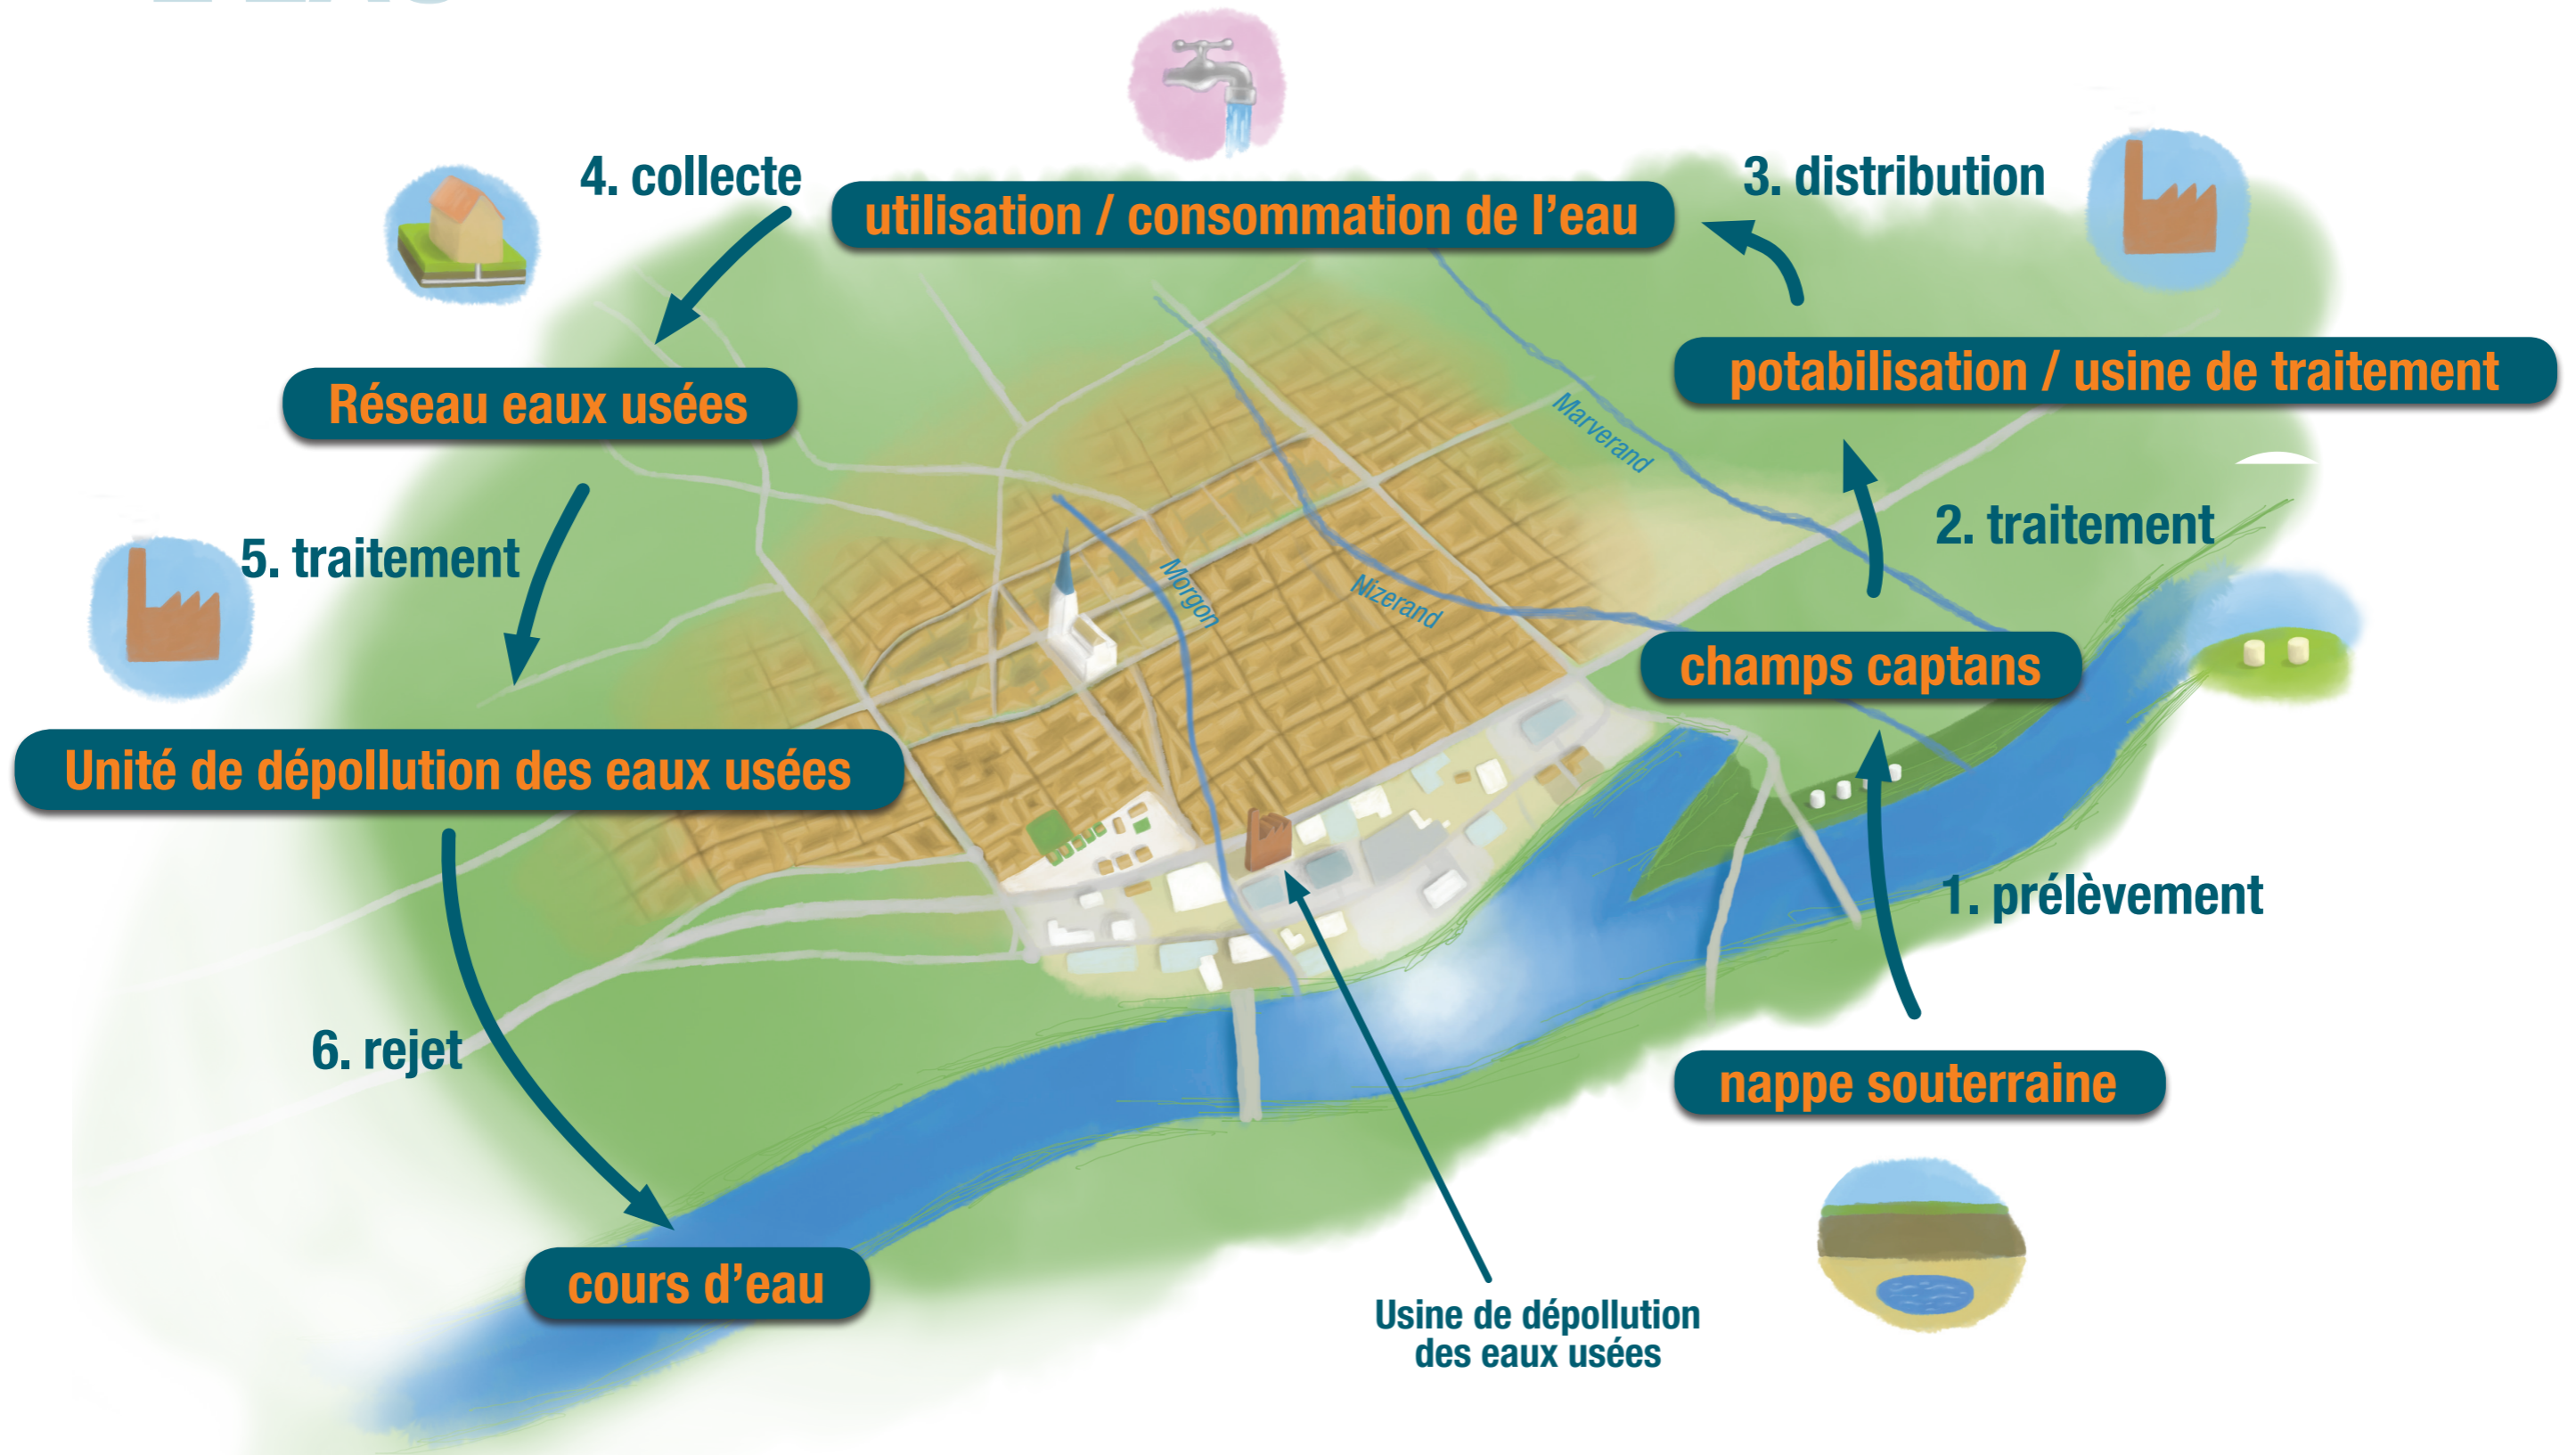 4. collecte
3. distribution
utilisation / consommation de l'eau
potabilisation / usine de traitement
Réseau eaux usées
Marverand
2. traitement
5. traitement
Morgon
Nizerand
champs captans
Unité de dépollution des eaux usées
1. prélèvement
6. rejet
nappe souterraine
cours d'eau
Usine de dépollution
des eaux usées